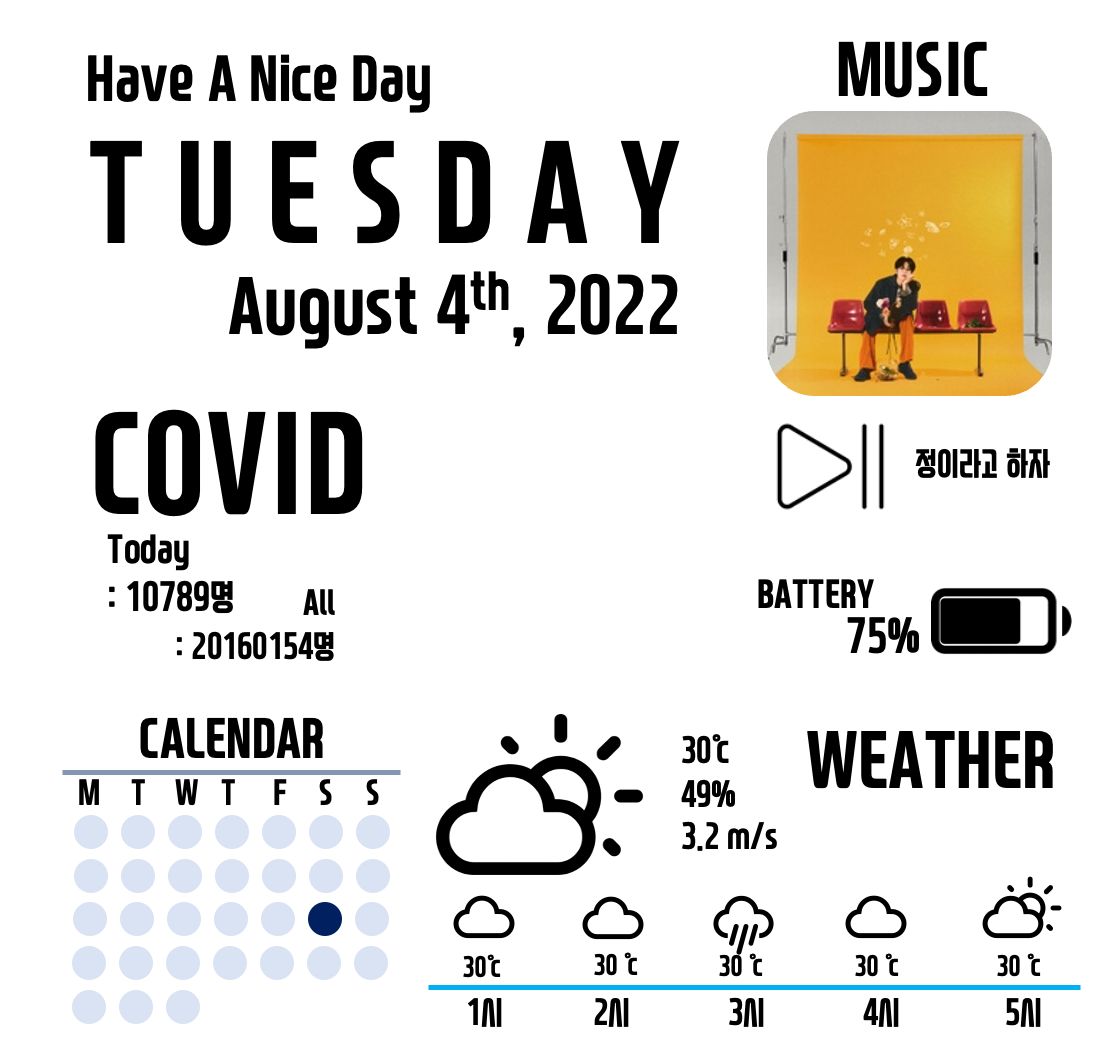 Have A Nice Day
TUESDAY
August 4th, 2022
MUSIC
정이라고 하자
COVID
Today
: 10789명
All
: 20160154명
BATTERY
75%
CALENDAR
M T W T F S S
WEATHER
30℃
49%
3.2 m/s
30℃ 30 ℃ 30 ℃ 30 ℃ 30 ℃
1시 2시 3시 4시 5시